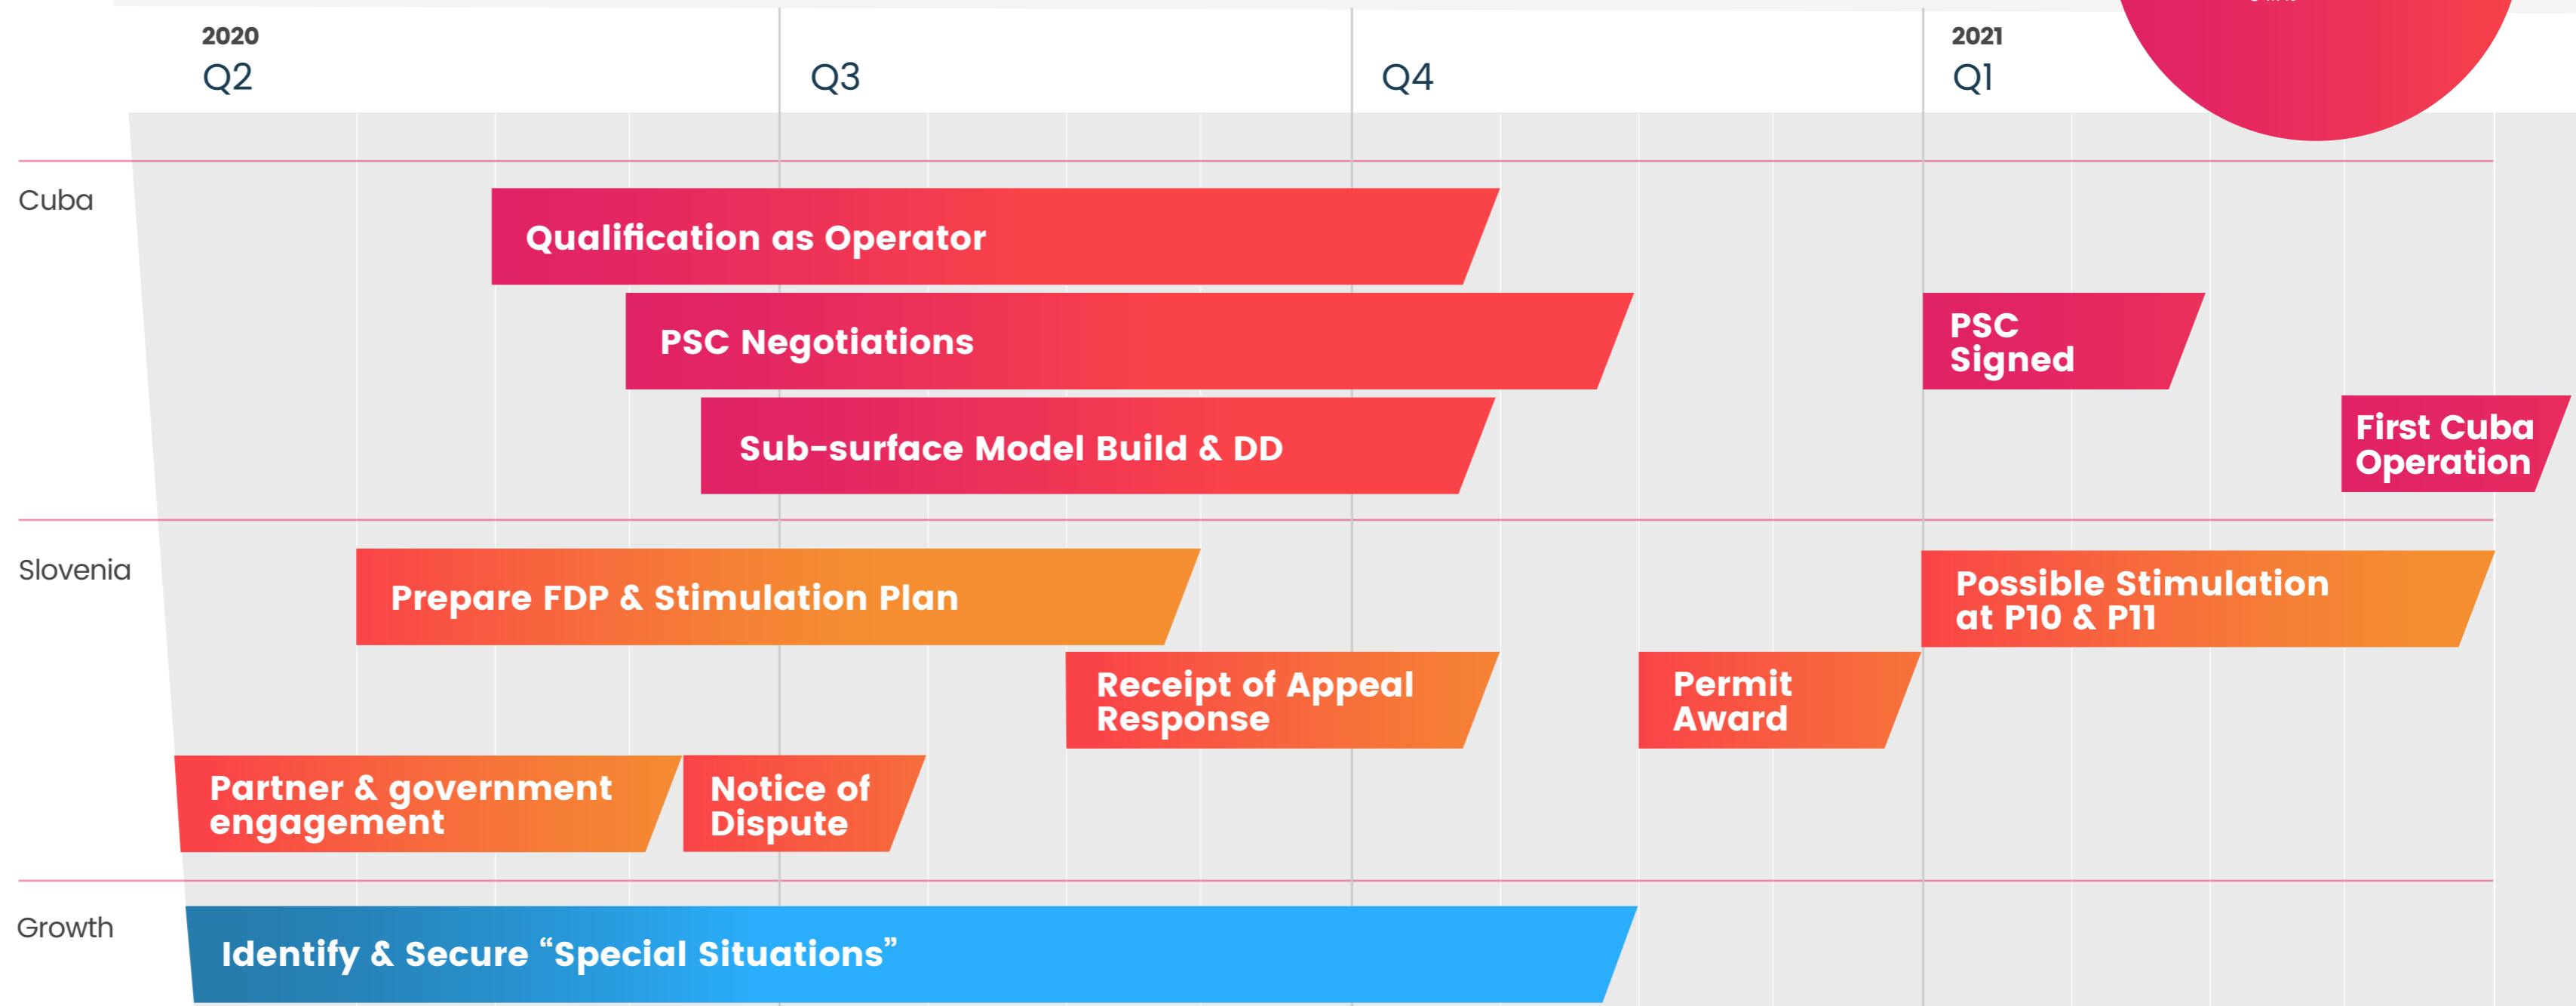 2020
Q2
Q3
Q4
2021
Q1
Cuba
Qualification as Operator
PSC Negotiations
PSC
Signed
Sub-surface Model Build & DD
First Cuba
Operation
Slovenia
Prepare FDP & Stimulation Plan
Possible Stimulation
at P10 & P11
Receipt of Appeal
Response
Permit
Award
Partner & government
engagement
Notice of
Dispute
Growth
Identify & Secure “Special Situations”